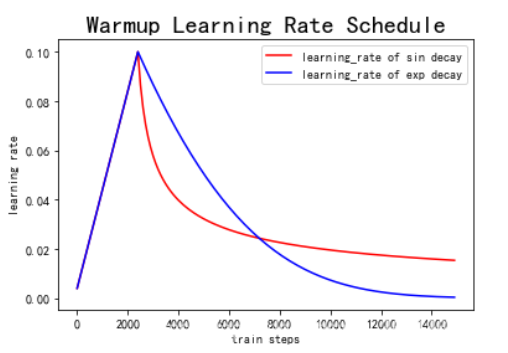 Warmup Learning Rate Schedule
learning_rate of sin decay
learning_rate of exp decay
0.10
0.08
0.06
0.04
0.02
0.00
learning rate
0 2000 4000 6000 8000 10000 12000 14000
train steps